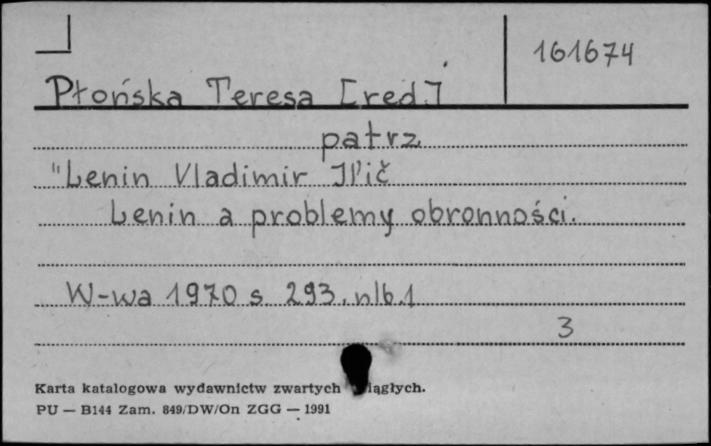 161674
Płońska Teresa [red.]
patrz
"Lenin Vladimir Il'ič
Lenin a problemy obronności.
W-wa 1970 s. 293, nlb. 1
3
Karta katalogowa wydawnictw zwartych ciągłych.
PU — B144 Zam. 849/DW/On ZGG — 1991